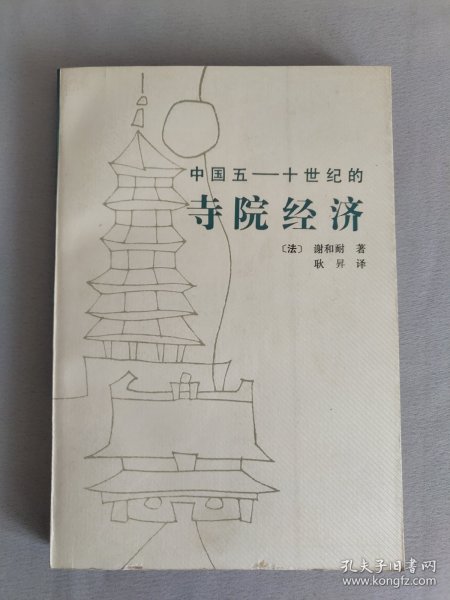 中国五——十世纪的
寺院经济
〔法〕 谢和耐 著
耿 昇 译
孔夫子旧书网
www.kongfz.com